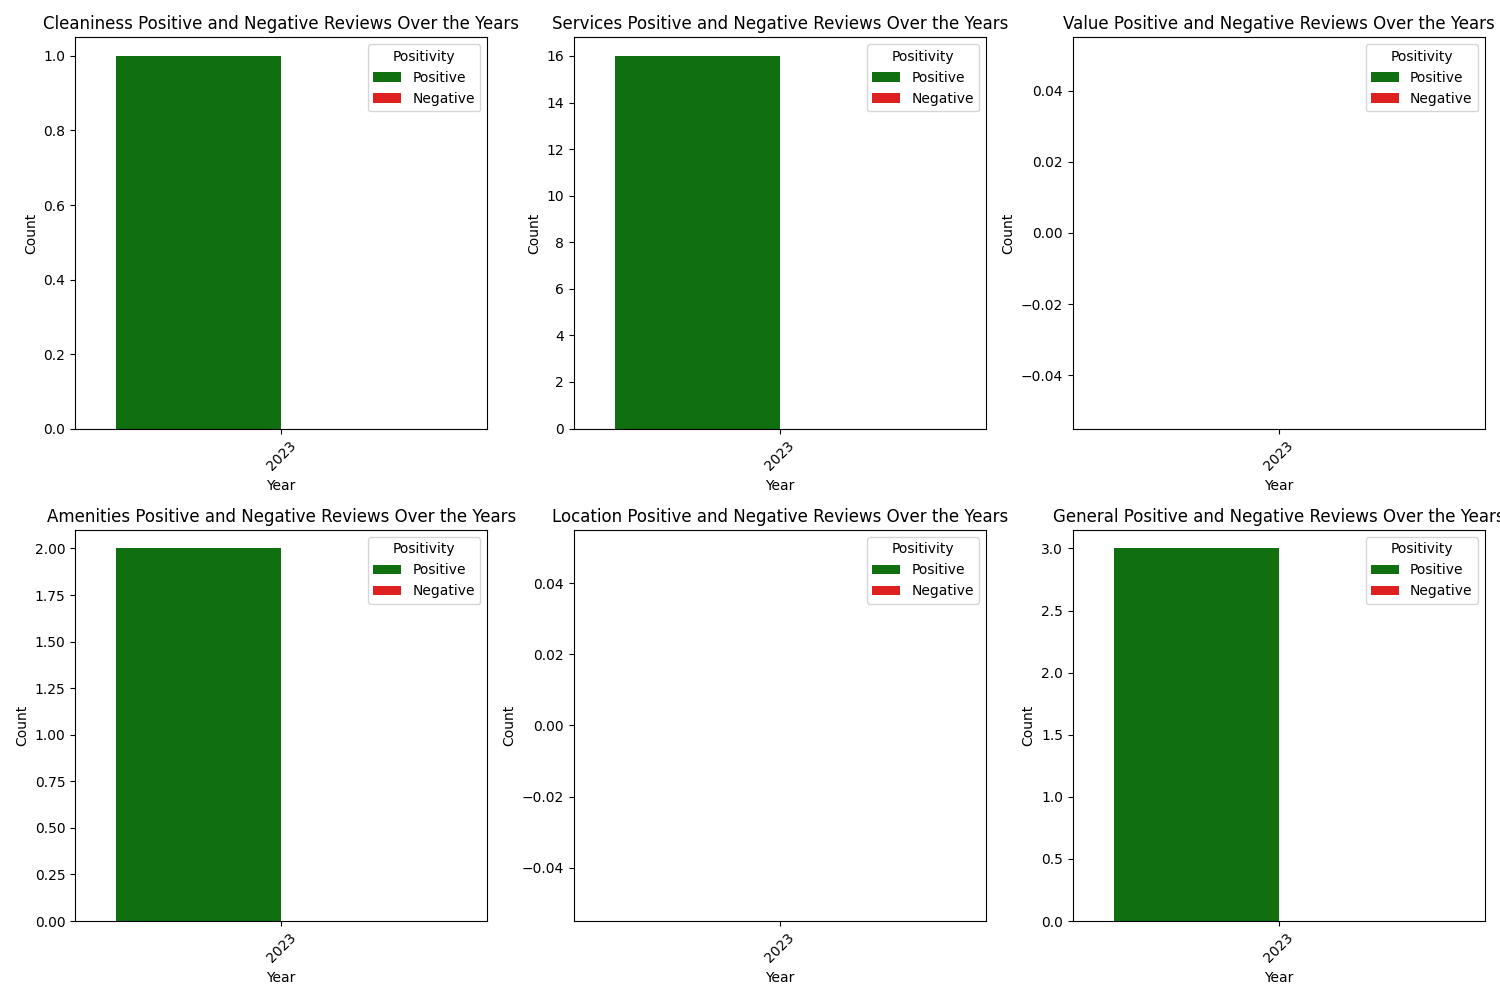 Cleaniness Positive and Negative Reviews Over the Years
Positivity
Positive
Negative
1.0
0.8
0.6
0.4
0.2
0.0
Count
2023
Year
Services Positive and Negative Reviews Over the Years
Positivity
Positive
Negative
16
14
12
10
8
6
4
2
0
Count
2023
Year
Value Positive and Negative Reviews Over the Years
Positivity
Positive
Negative
0.04
0.02
0.00
−0.02
−0.04
Count
2023
Year
Amenities Positive and Negative Reviews Over the Years
Positivity
Positive
Negative
2.00
1.75
1.50
1.25
1.00
0.75
0.50
0.25
0.00
Count
2023
Year
Location Positive and Negative Reviews Over the Years
Positivity
Positive
Negative
0.04
0.02
0.00
−0.02
−0.04
Count
2023
Year
General Positive and Negative Reviews Over the Years
Positivity
Positive
Negative
3.0
2.5
2.0
1.5
1.0
0.5
0.0
Count
2023
Year